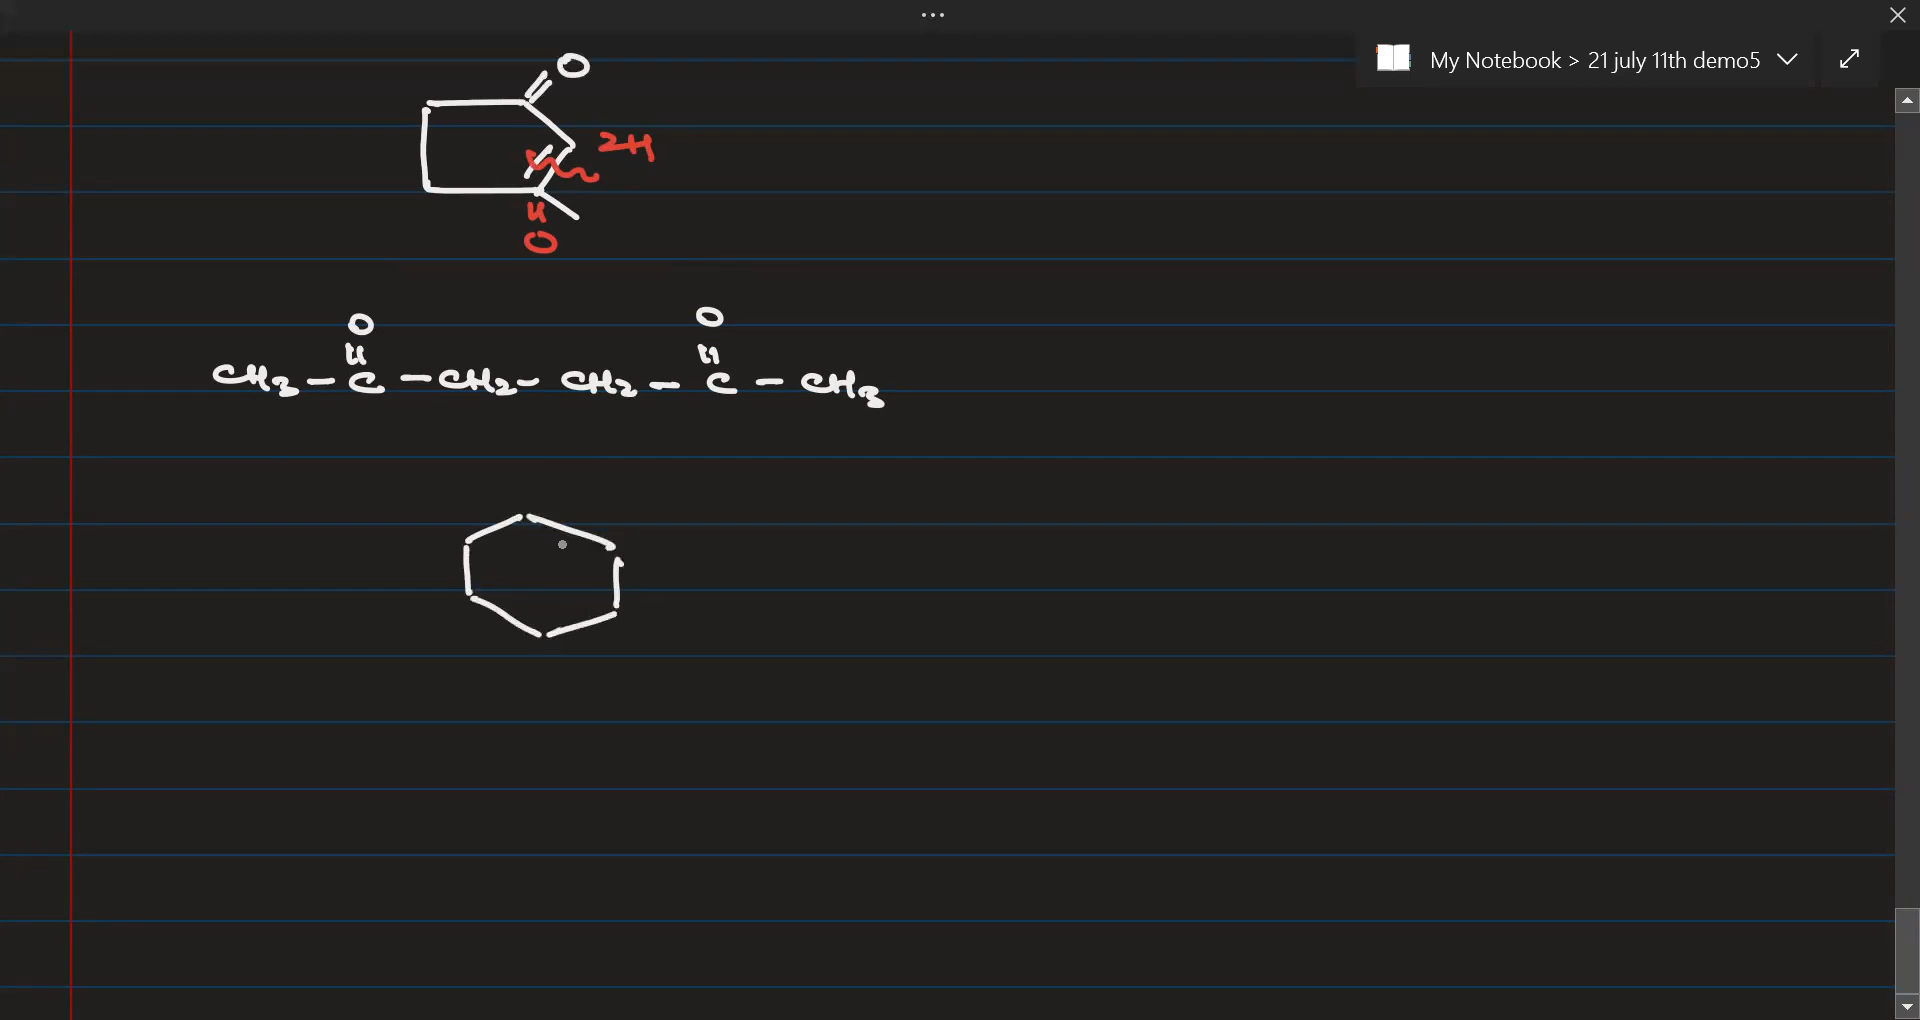 ...
My Notebook > 21 july 11th demo5
O
2H
O
O O
CH3 - C - CH2 - CH2 - C - CH3